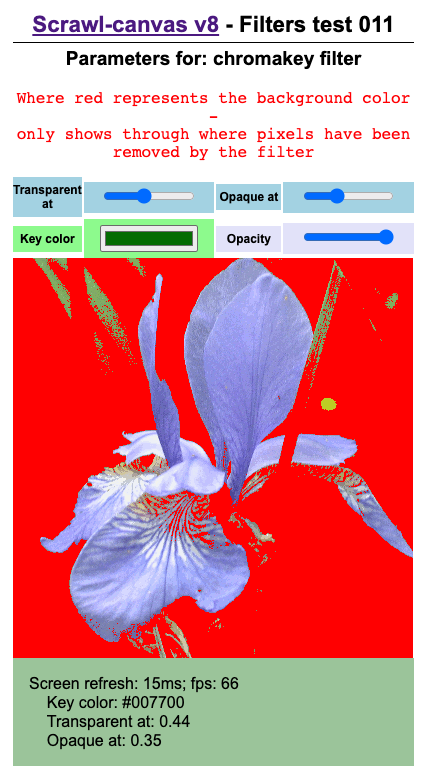 Scrawl-canvas v8 - Filters test 011
Parameters for: chromakey filter
Where red represents the background color
–
only shows through where pixels have been
removed by the filter
Transparent
at
Opaque at
Key color
Opacity
Screen refresh: 15ms; fps: 66
Key color: #007700
Transparent at: 0.44
Opaque at: 0.35